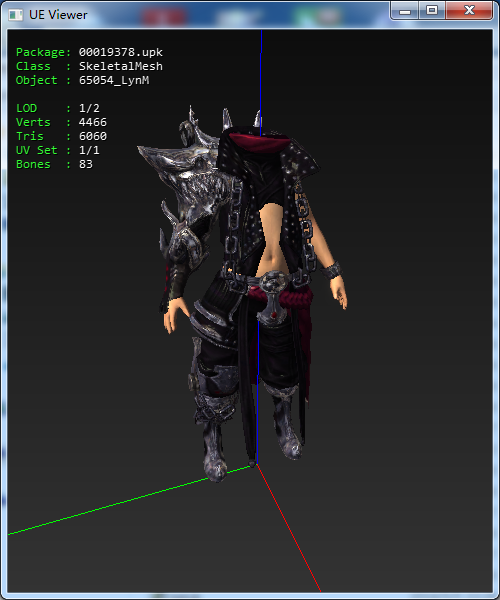 UE Viewer
Package: 00019378.upk
Class : SkeletalMesh
Object : 65054_LynM
LOD : 1/2
Verts : 4466
Tris : 6060
UV Set : 1/1
Bones : 83